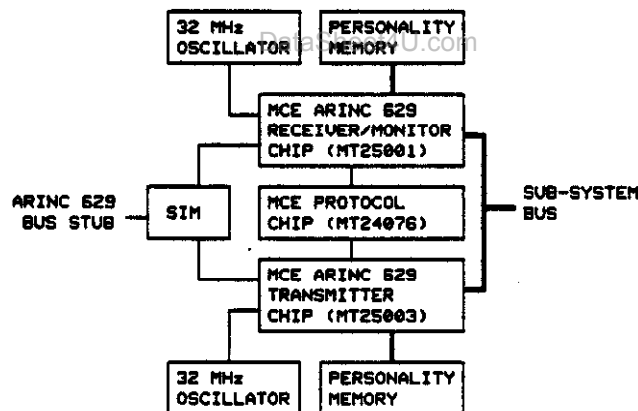 32 MHz
OSCILLATOR
PERSONALITY
MEMORY
DataSheet4U.com
MCE ARINC 629
RECEIVER/MONITOR
CHIP (MT25001)
ARINC 629
BUS STUB
SIM
MCE PROTOCOL
CHIP (MT24076)
SUB-SYSTEM
BUS
MCE ARINC 629
TRANSMITTER
CHIP (MT25003)
32 MHz
OSCILLATOR
PERSONALITY
MEMORY